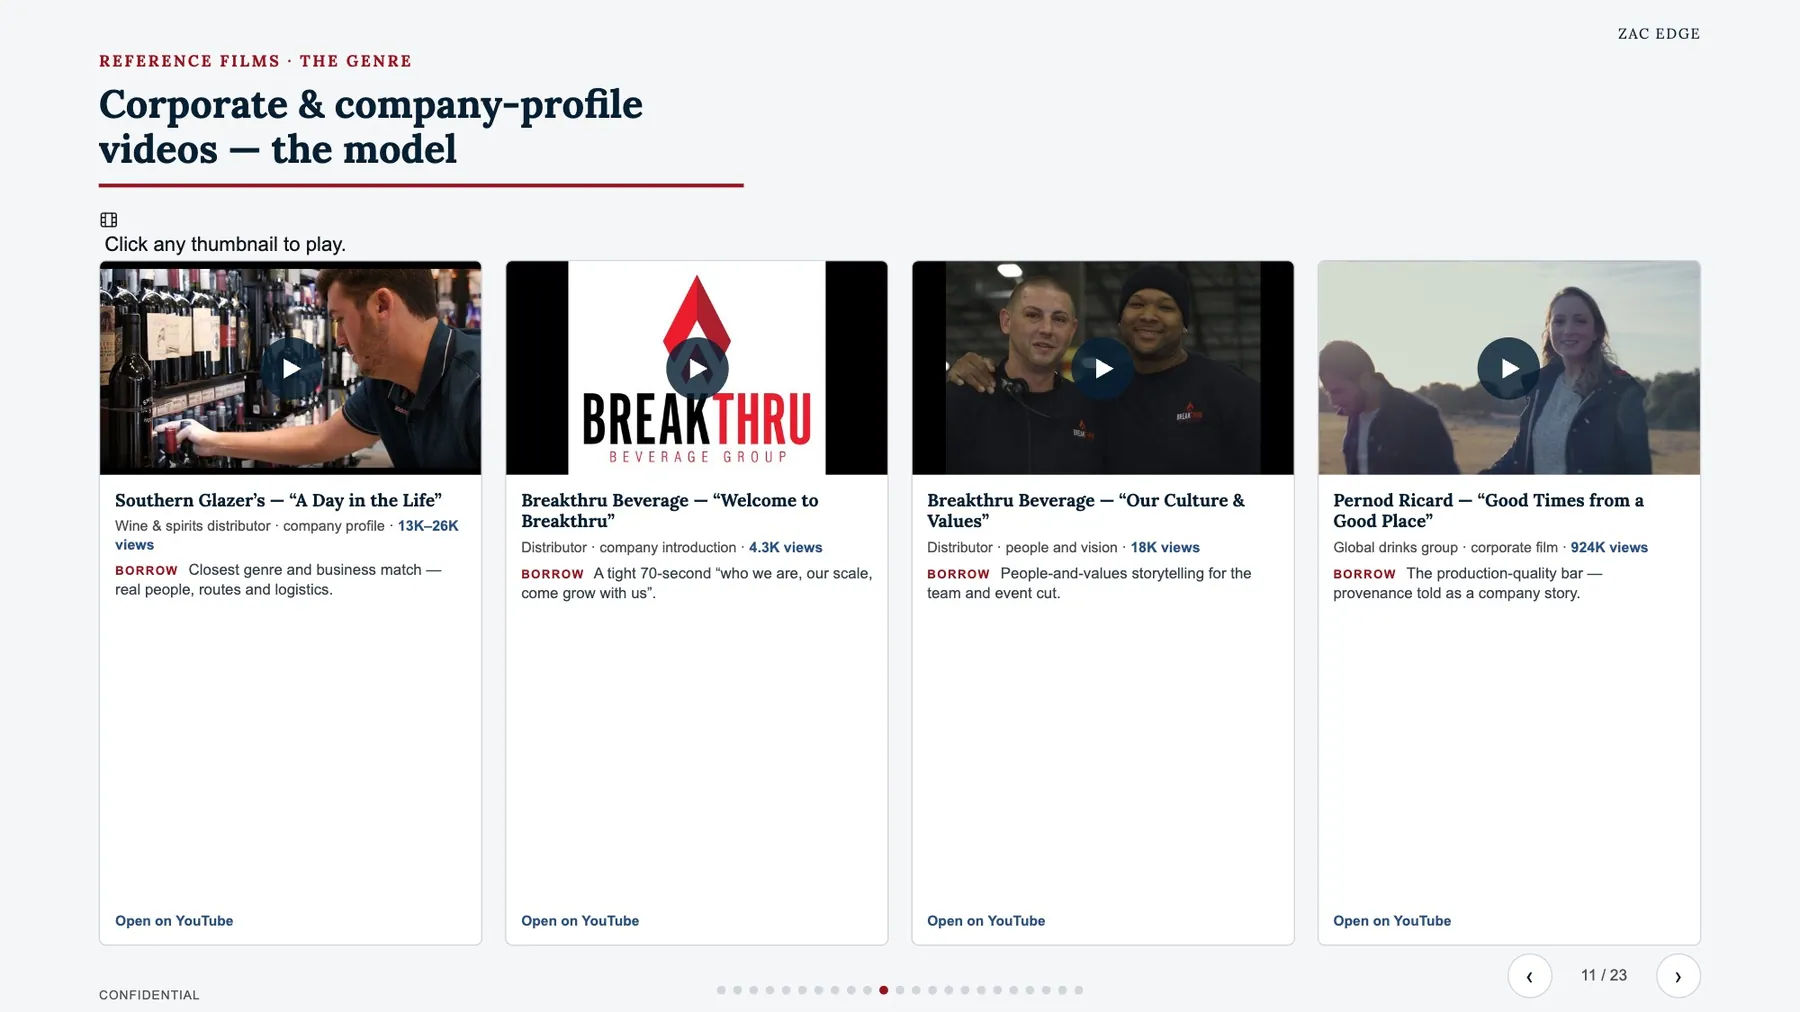 ZAC EDGE
REFERENCE FILMS · THE GENRE
Corporate & company-profile
videos — the model
Click any thumbnail to play.
BREAKTHRU
BEVERAGE GROUP
Southern Glazer’s — “A Day in the Life”
Wine & spirits distributor · company profile · 13K–26K
views
BORROW Closest genre and business match —
real people, routes and logistics.
Open on YouTube
Breakthru Beverage — “Welcome to
Breakthru”
Distributor · company introduction · 4.3K views
BORROW A tight 70-second “who we are, our scale,
come grow with us”.
Open on YouTube
BREAKTHRU
Breakthru Beverage — “Our Culture &
Values”
Distributor · people and vision · 18K views
BORROW People-and-values storytelling for the
team and event cut.
Open on YouTube
Pernod Ricard — “Good Times from a
Good Place”
Global drinks group · corporate film · 924K views
BORROW The production-quality bar —
provenance told as a company story.
Open on YouTube
CONFIDENTIAL
‹ 11 / 23 ›